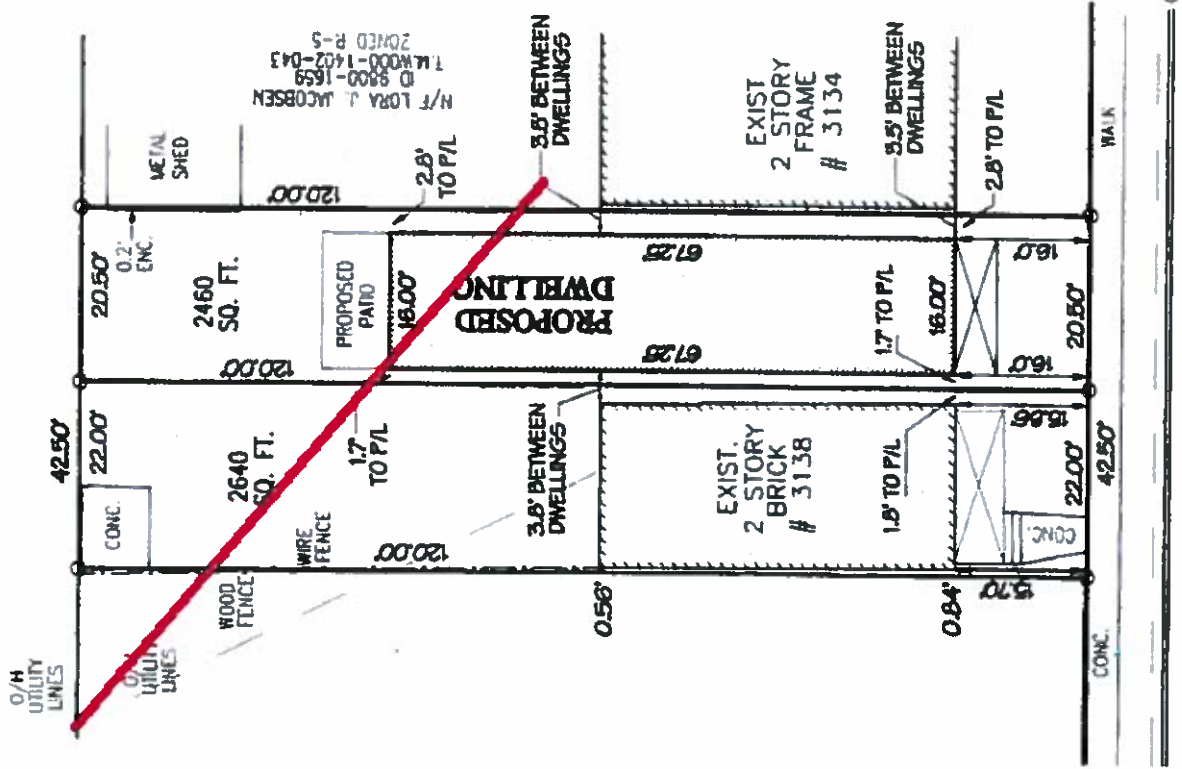 O/H
UTILITY
LINES
O/H
UTILITY
LINES
42.50'
22.00'
20.50'
0.2'
ENC.
METAL
SHED
N/F LORA J. JACOBSEN
ID 9800-1659
T.M.W000-1402-043
ZONED R-5
CONC.
2640
SQ. FT.
2460
SQ. FT.
120.00'
120.00'
120.00'
WOOD
FENCE
WIRE
FENCE
1.7'
TO P/L
PROPOSED
PATIO
2.8'
TO P/L
16.00'
3.8' BETWEEN
DWELLINGS
3.8' BETWEEN
DWELLINGS
PROPOSED
DWELLING
67.25'
67.25'
0.56'
EXIST.
2 STORY
BRICK
# 3138
EXIST
2 STORY
FRAME
# 3134
1.8' TO P/L
1.7' TO P/L
16.00'
3.5' BETWEEN
DWELLINGS
2.8' TO P/L
0.84'
15.70'
15.66'
16.0'
16.0'
CONC.
22.00'
20.50'
42.50'
CONC.
WALK